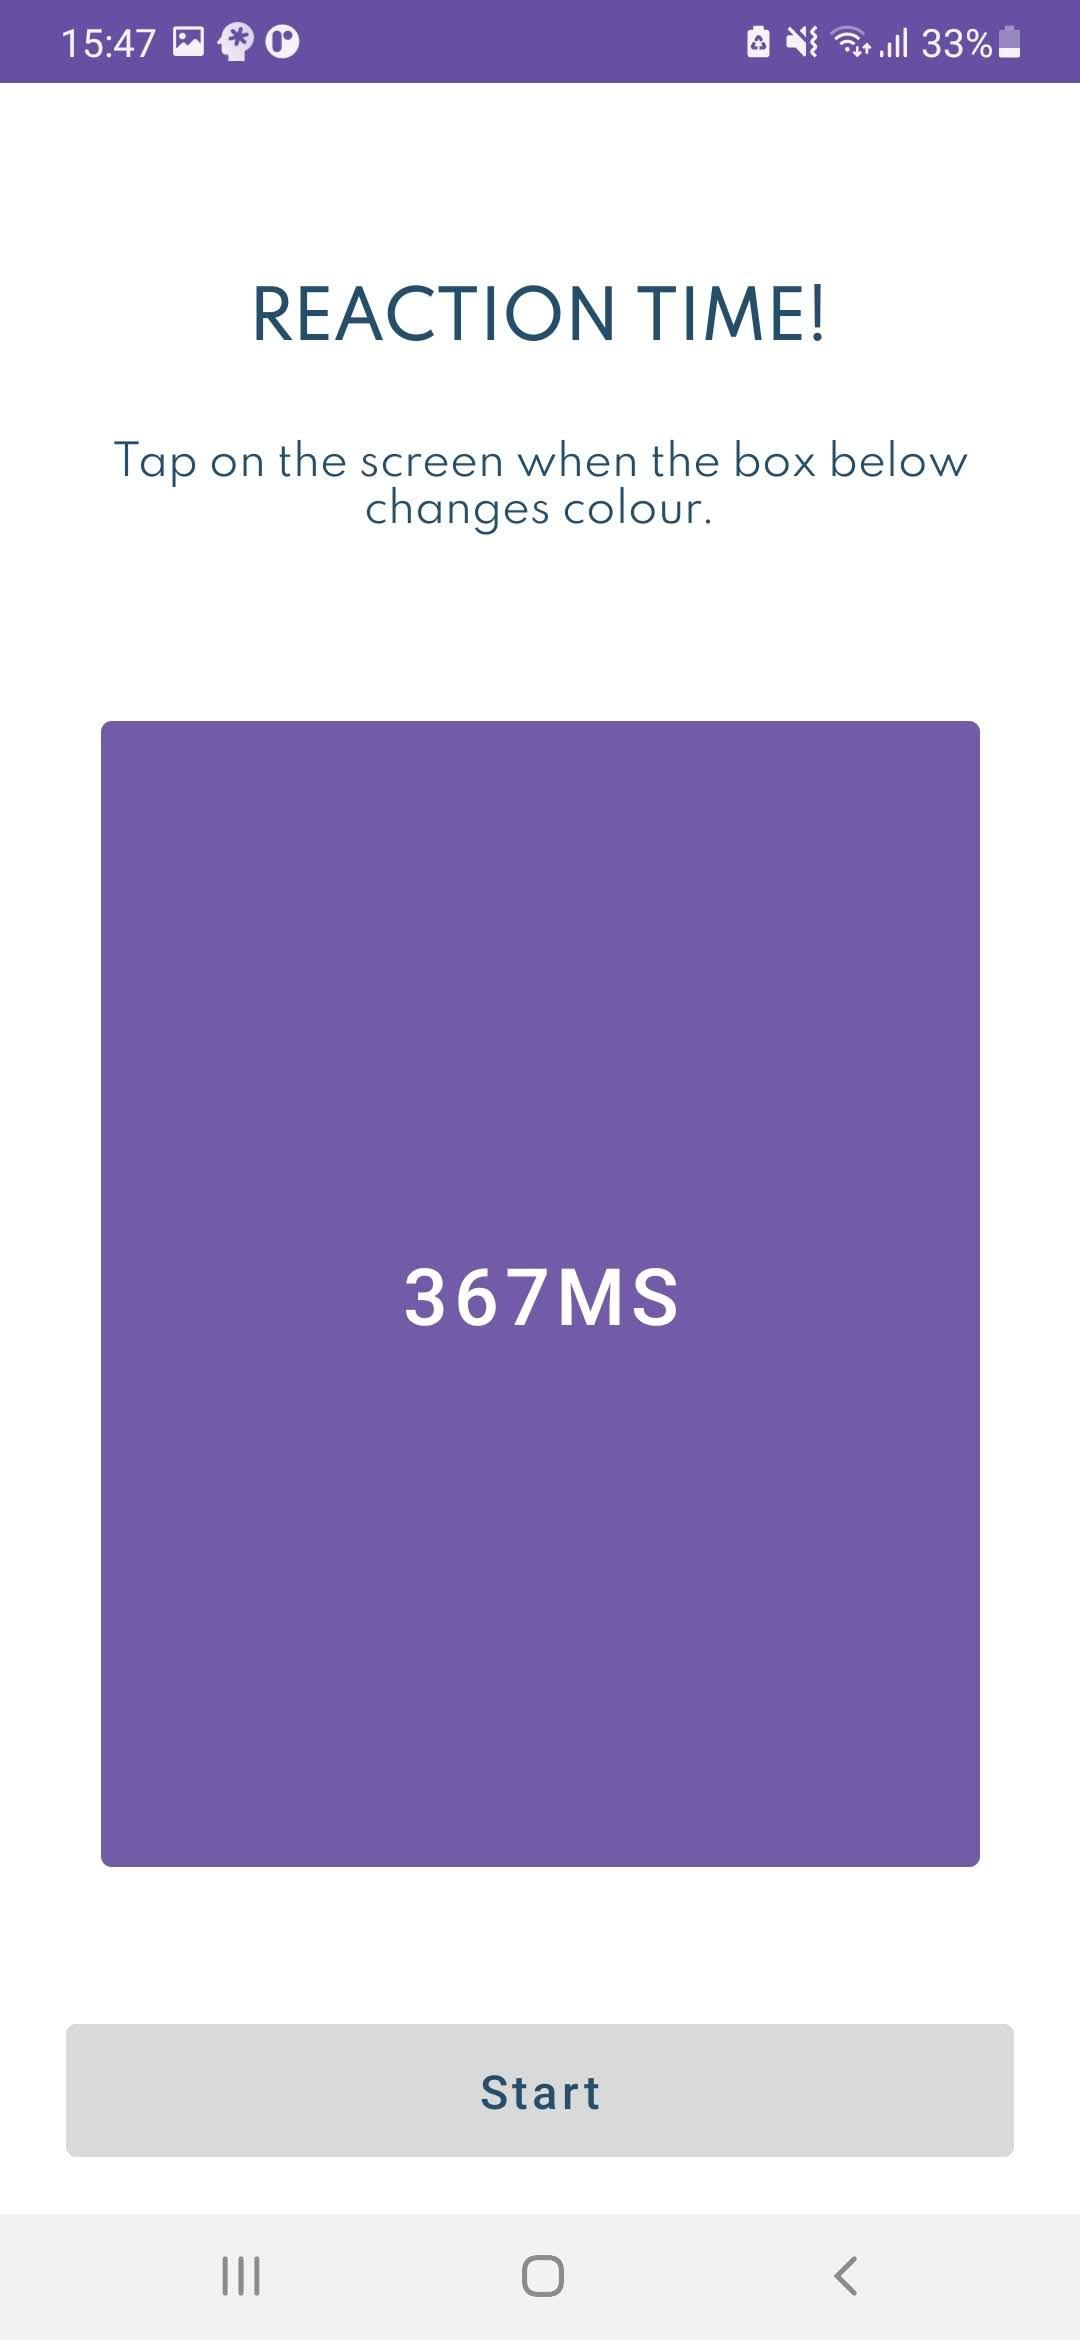 15:47 33%
REACTION TIME!
Tap on the screen when the box below
changes colour.
367MS
Start